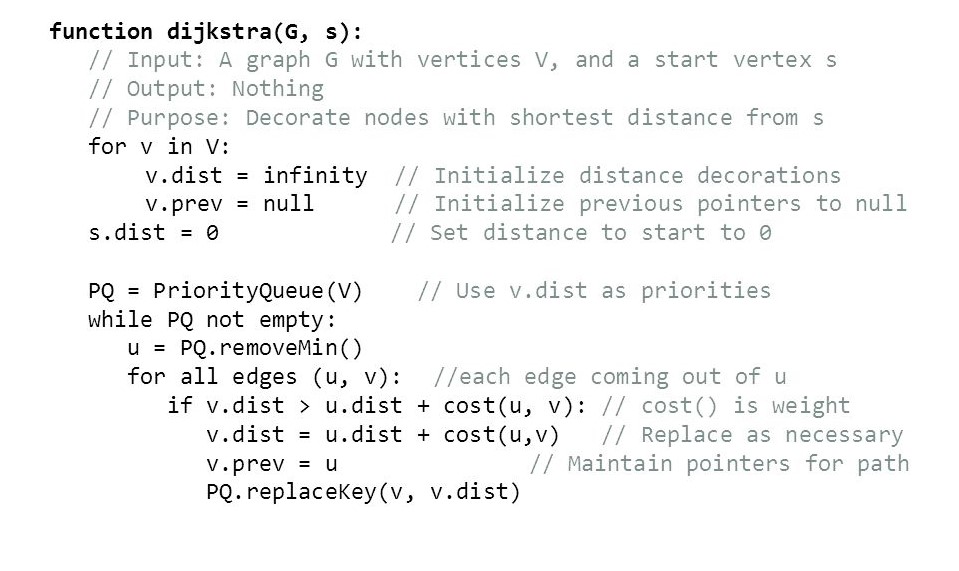 function dijkstra(G, s):
// Input: A graph G with vertices V, and a start vertex s
// Output: Nothing
// Purpose: Decorate nodes with shortest distance from s
for v in V:
v.dist = infinity // Initialize distance decorations
v.prev = null // Initialize previous pointers to null
s.dist = 0 // Set distance to start to 0
PQ = PriorityQueue(V) // Use v.dist as priorities
while PQ not empty:
u = PQ.removeMin()
for all edges (u, v): //each edge coming out of u
if v.dist > u.dist + cost(u, v): // cost() is weight
v.dist = u.dist + cost(u,v) // Replace as necessary
v.prev = u // Maintain pointers for path
PQ.replaceKey(v, v.dist)